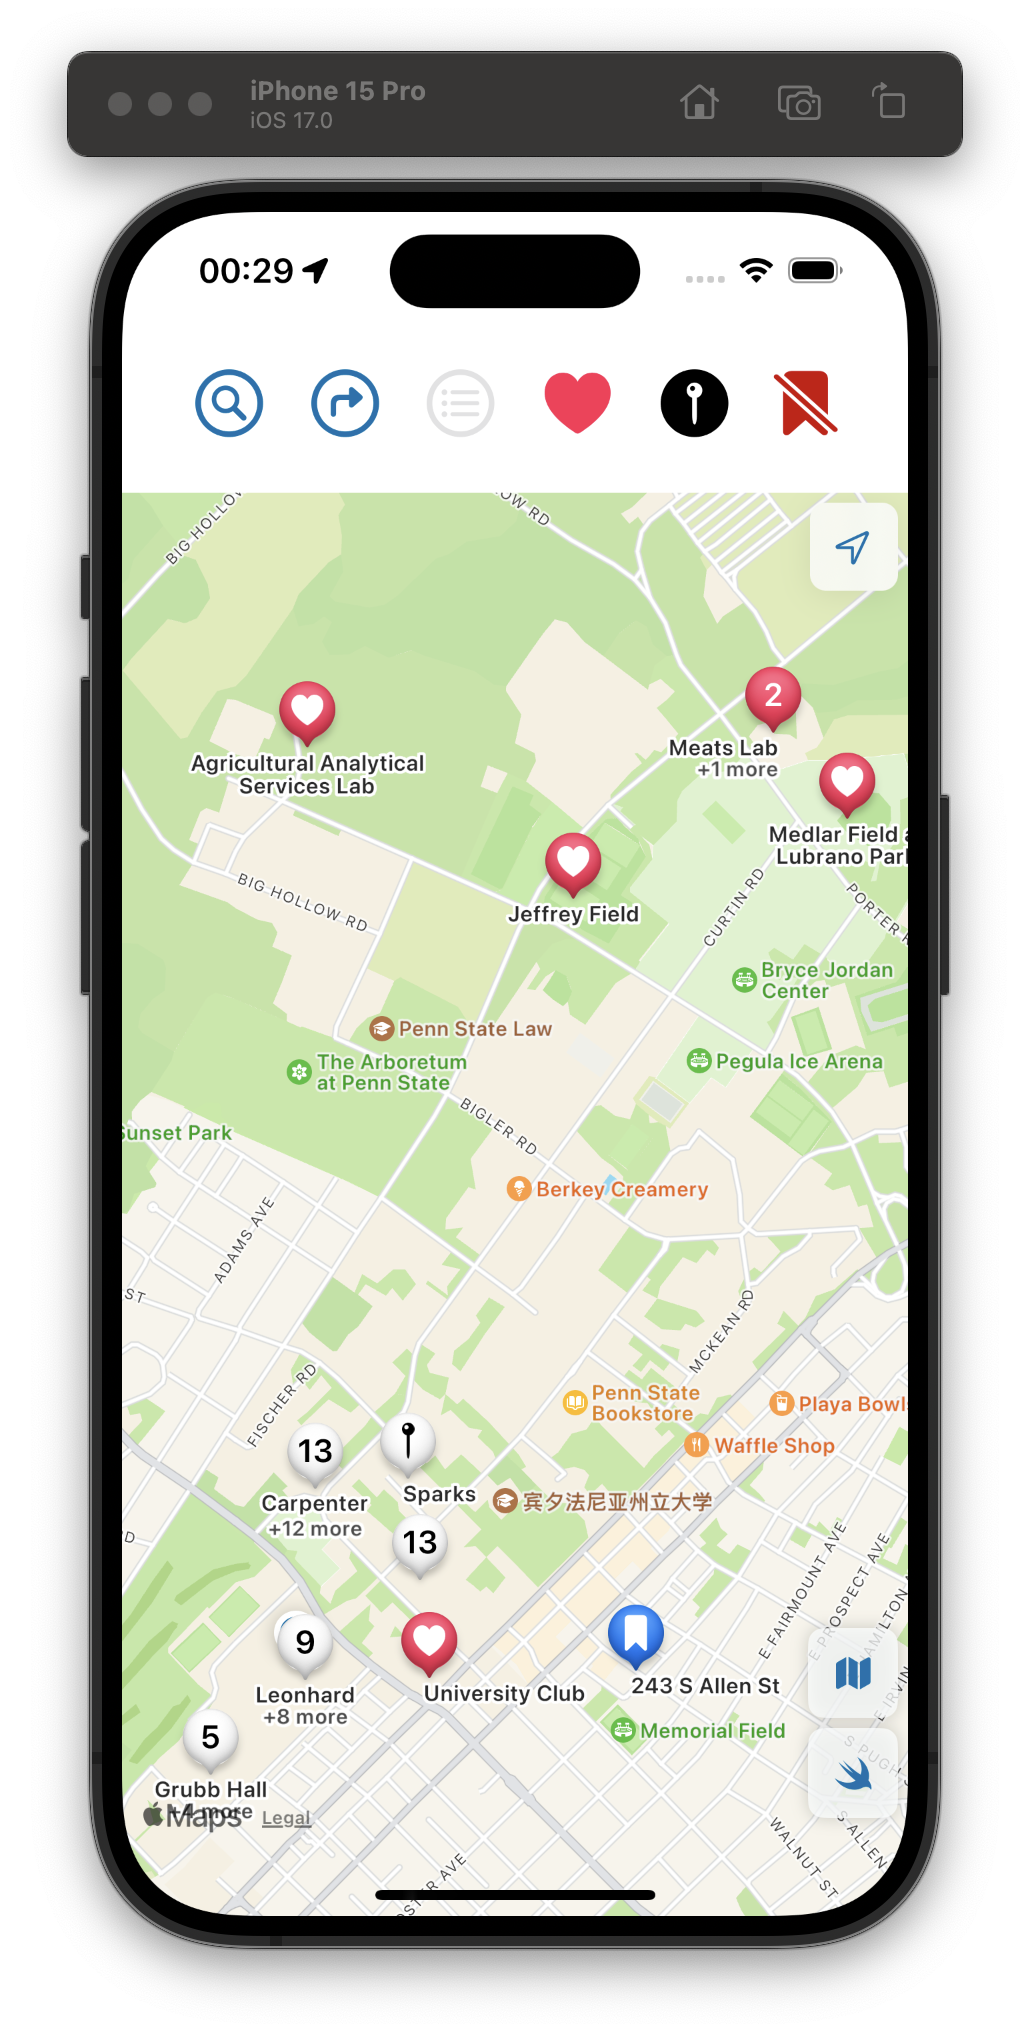 iPhone 15 Pro
iOS 17.0
00:29
BIG HOLLOW
OW RD
2
Meats Lab
+1 more
Agricultural Analytical
Services Lab
Medlar Field
Lubrano Par
Jeffrey Field
BIG HOLLOW RD
CURTIN RD
PORTER
Bryce Jordan
Center
Penn State Law
The Arboretum
at Penn State
Pegula Ice Arena
BIGLER RD
Sunset Park
Berkey Creamery
ADAMS AVE
ST
MCKEAN RD
FISCHER RD
Penn State
Bookstore
Playa Bowl
Waffle Shop
13
Carpenter
+12 more
Sparks
宾夕法尼亚州立大学
RD
13
E FAIRMOUNT AVE
E PROSPECT AVE
HAMILTON A
E IRVIN
9
Leonhard
+8 more
University Club
243 S Allen St
Memorial Field
5
Grubb Hall
+4 more
Maps
Legal
S PUGH S
S ALLEN
WALNUT ST
OSTER AVE